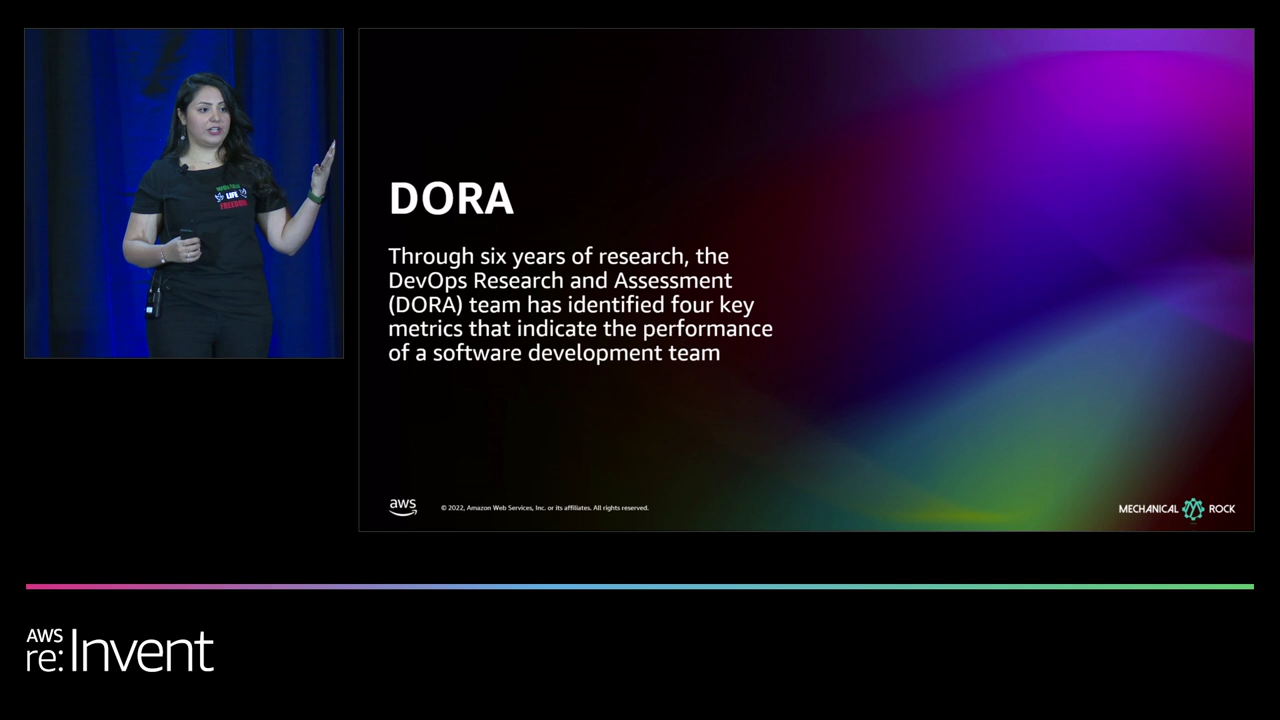 LIFE
FREEDOM
DORA
Through six years of research, the
DevOps Research and Assessment
(DORA) team has identified four key
metrics that indicate the performance
of a software development team
aws
© 2022, Amazon Web Services, Inc. or its affiliates. All rights reserved.
MECHANICAL ROCK
AWS
re:Invent